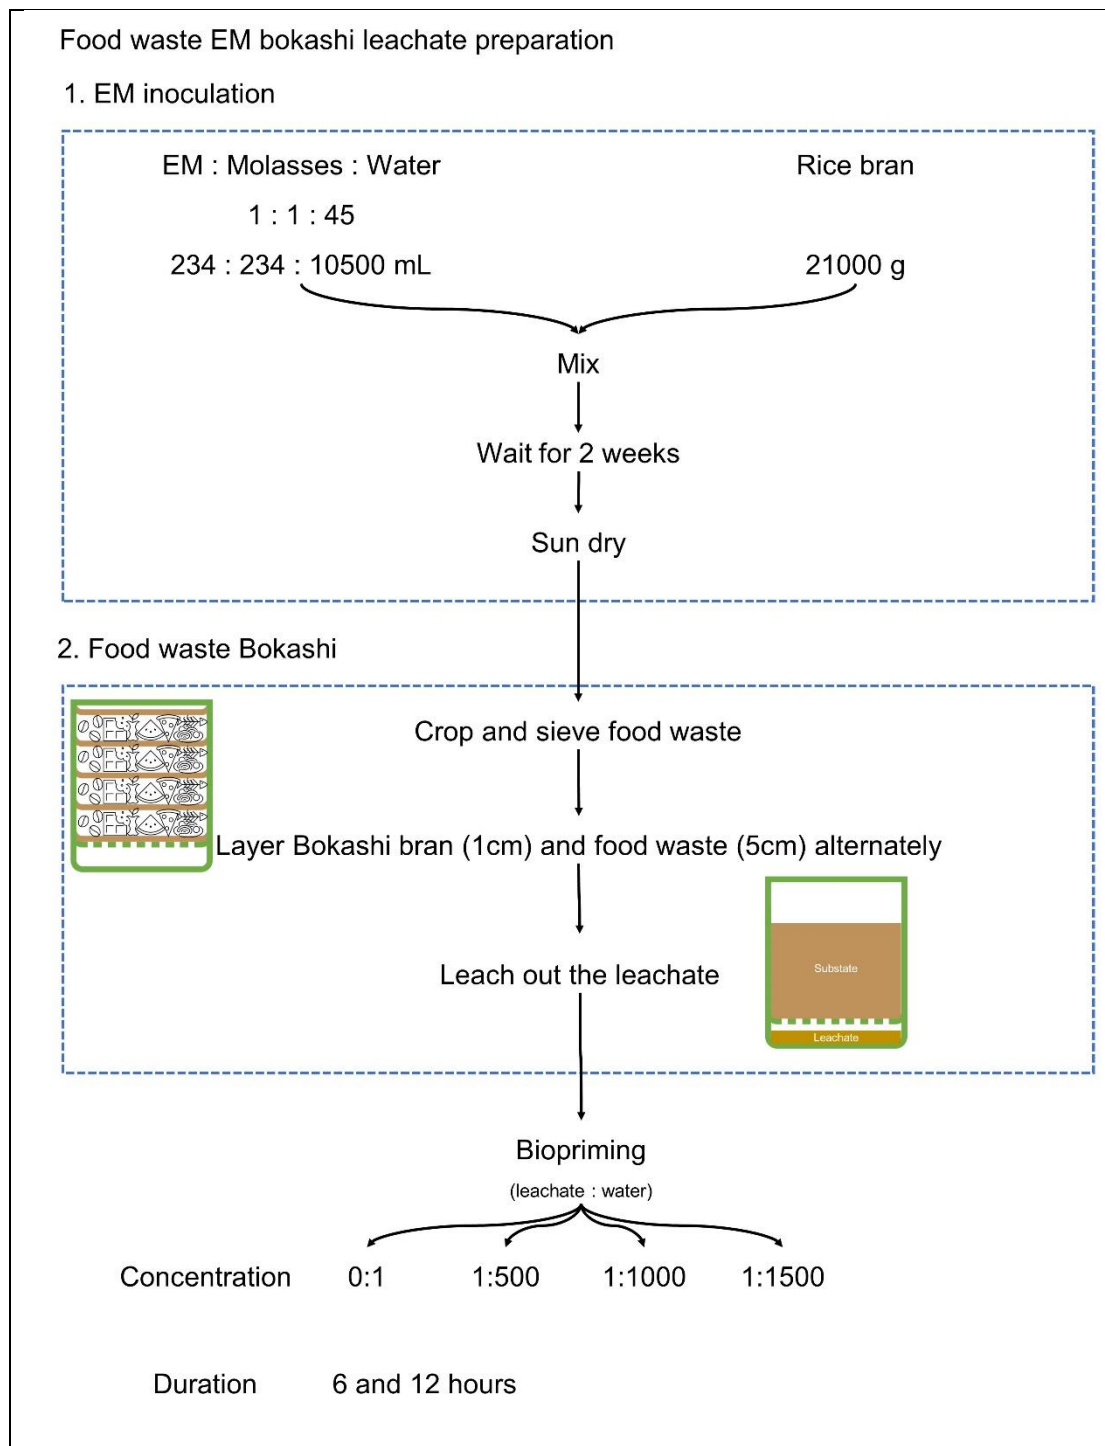 Food waste EM bokashi leachate preparation
1. EM inoculation
EM : Molasses : Water
Rice bran
1 : 1 : 45
234 : 234 : 10500 mL
21000 g
Mix
Wait for 2 weeks
Sun dry
2. Food waste Bokashi
Crop and sieve food waste
Layer Bokashi bran (1cm) and food waste (5cm) alternately
Leach out the leachate
Substate
Leachate
Biopriming
(leachate : water)
Concentration 0:1 1:500 1:1000 1:1500
Duration 6 and 12 hours